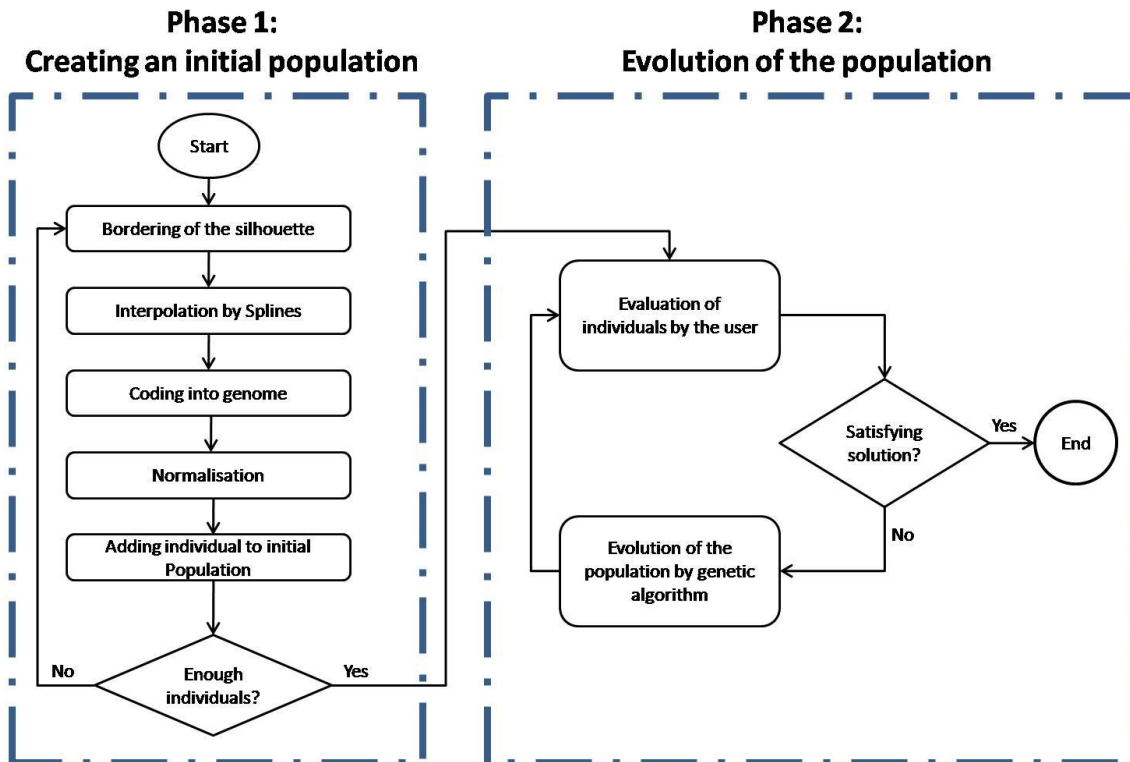 Phase 1:
Creating an initial population
Start
Bordering of the silhouette
Interpolation by Splines
Coding into genome
Normalisation
Adding individual to initial
Population
Enough
individuals?
No
Yes
Phase 2:
Evolution of the population
Evaluation of
individuals by the user
Satisfying
solution?
Yes
End
No
Evolution of the
population by genetic
algorithm